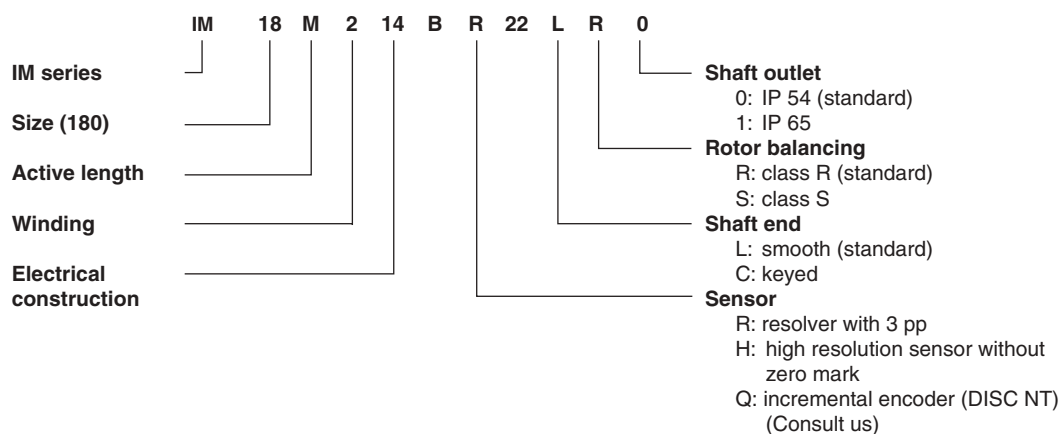 IM 18 M 2 14 B R 22 L R 0
IM series
Size (180)
Active length
Winding
Electrical
construction
Shaft outlet
0: IP 54 (standard)
1: IP 65
Rotor balancing
R: class R (standard)
S: class S
Shaft end
L: smooth (standard)
C: keyed
Sensor
R: resolver with 3 pp
H: high resolution sensor without
zero mark
Q: incremental encoder (DISC NT)
(Consult us)